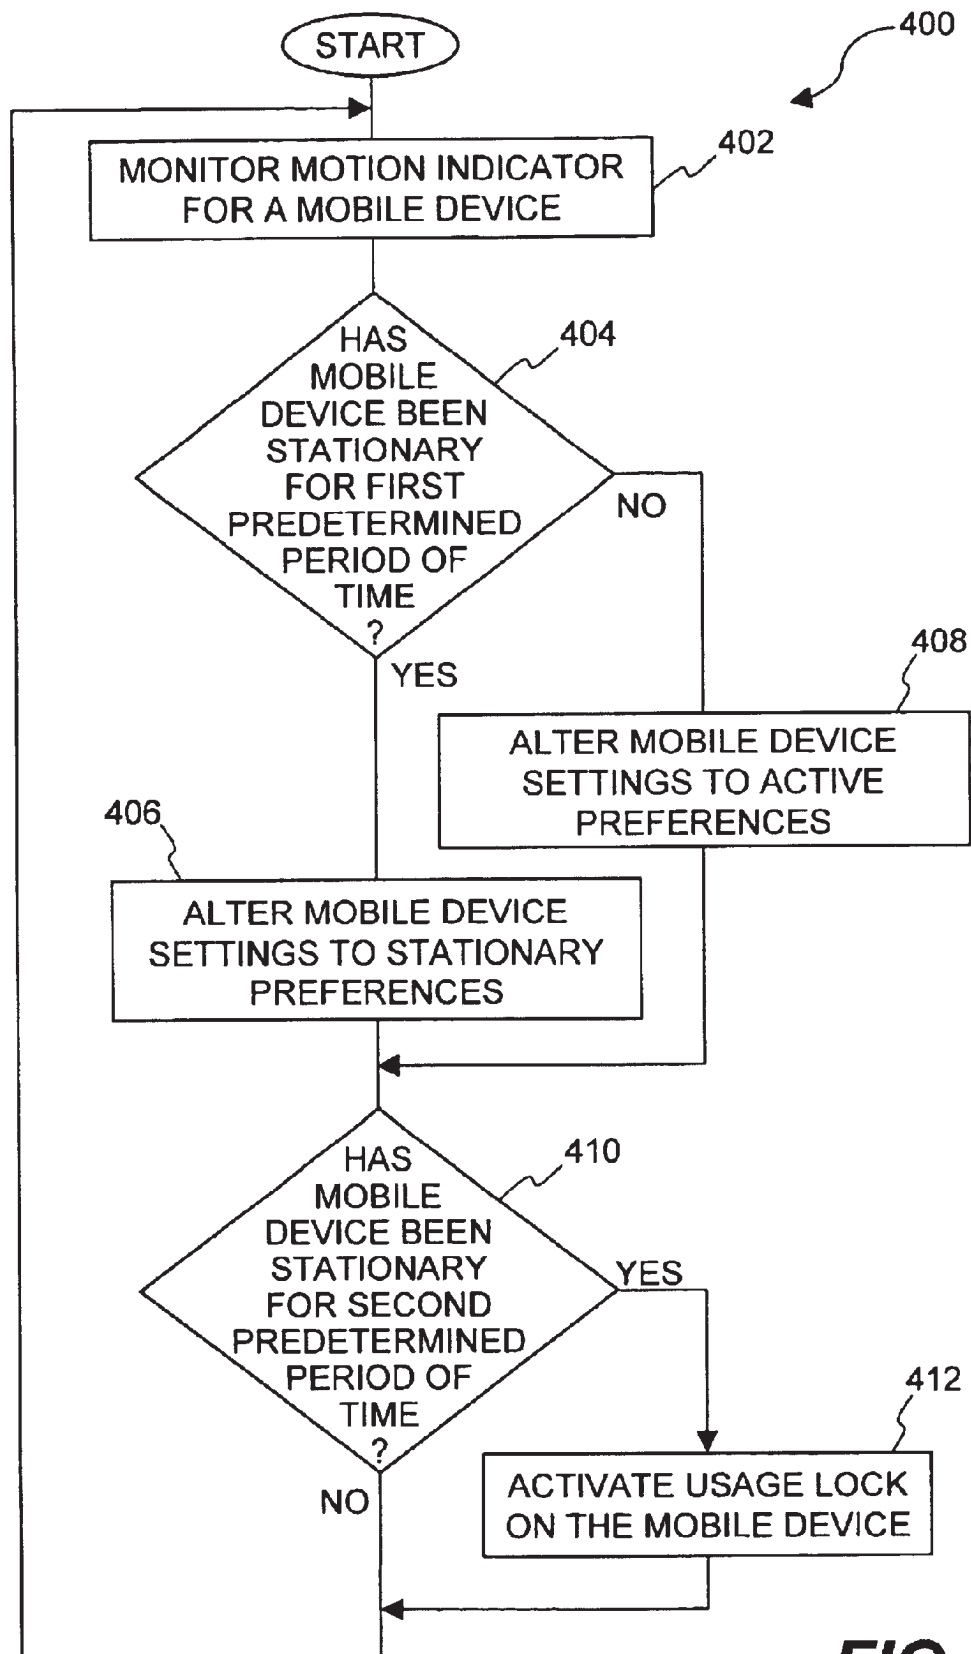 START
400
402
MONITOR MOTION INDICATOR
FOR A MOBILE DEVICE
404
HAS
MOBILE
DEVICE BEEN
STATIONARY
FOR FIRST
PREDETERMINED
PERIOD OF
TIME
?
NO
YES
408
ALTER MOBILE DEVICE
SETTINGS TO ACTIVE
PREFERENCES
406
ALTER MOBILE DEVICE
SETTINGS TO STATIONARY
PREFERENCES
410
HAS
MOBILE
DEVICE BEEN
STATIONARY
FOR SECOND
PREDETERMINED
PERIOD OF
TIME
?
YES
NO
412
ACTIVATE USAGE LOCK
ON THE MOBILE DEVICE